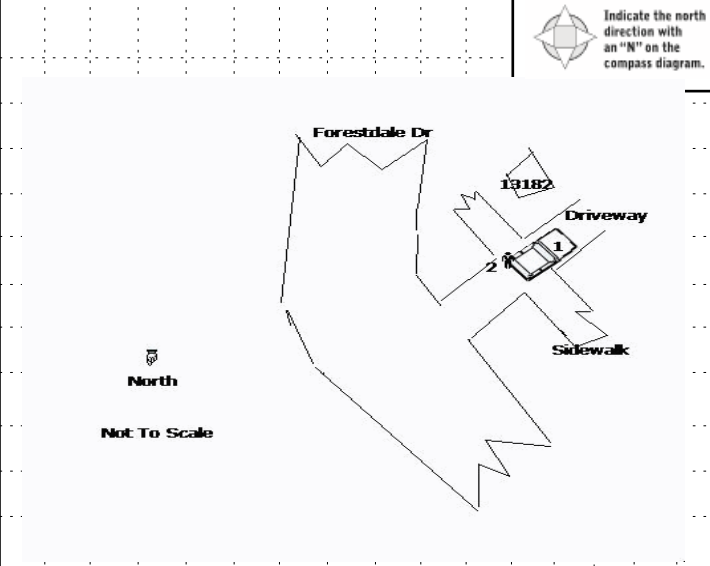 Indicate the north
direction with
an "N" on the
compass diagram.
Forestdale Dr
13182
Driveway
1
2
Sidewalk
North
Not To Scale